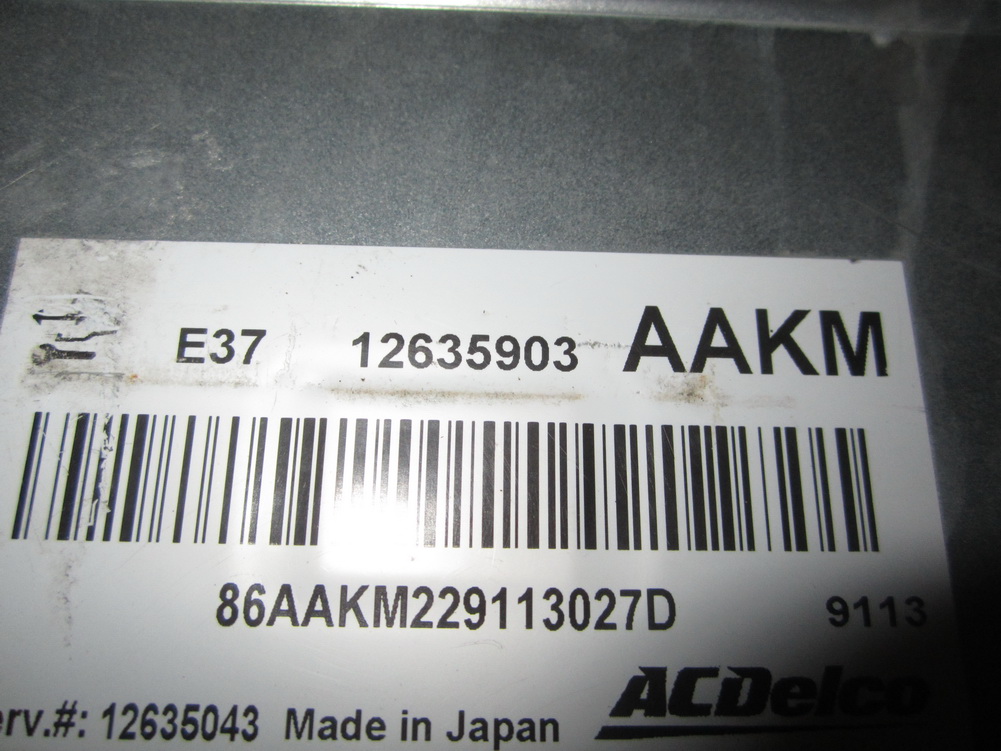 E37 12635903 AAKM
86AAKM229113027D 9113
ACDelco
erv.#: 12635043 Made in Japan